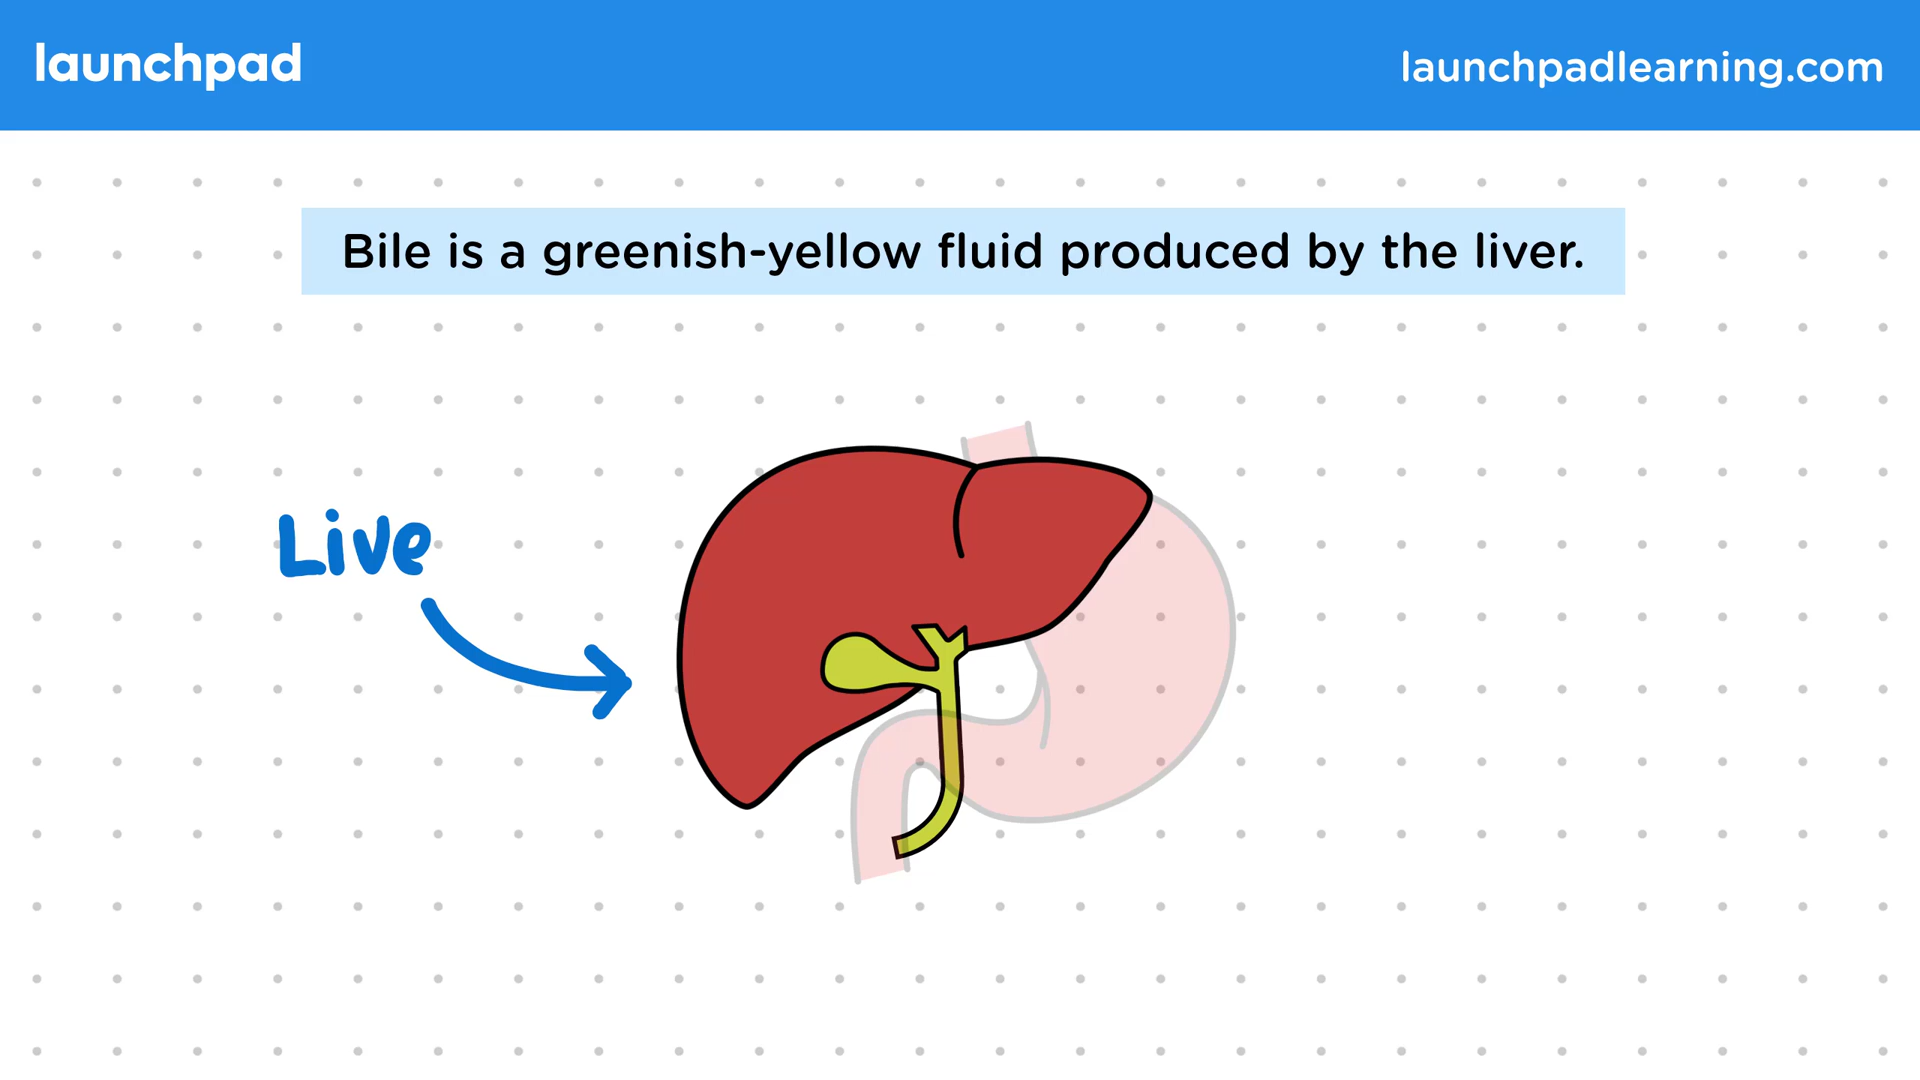 launchpad
launchpadlearning.com
Bile is a greenish-yellow fluid produced by the liver.
Live